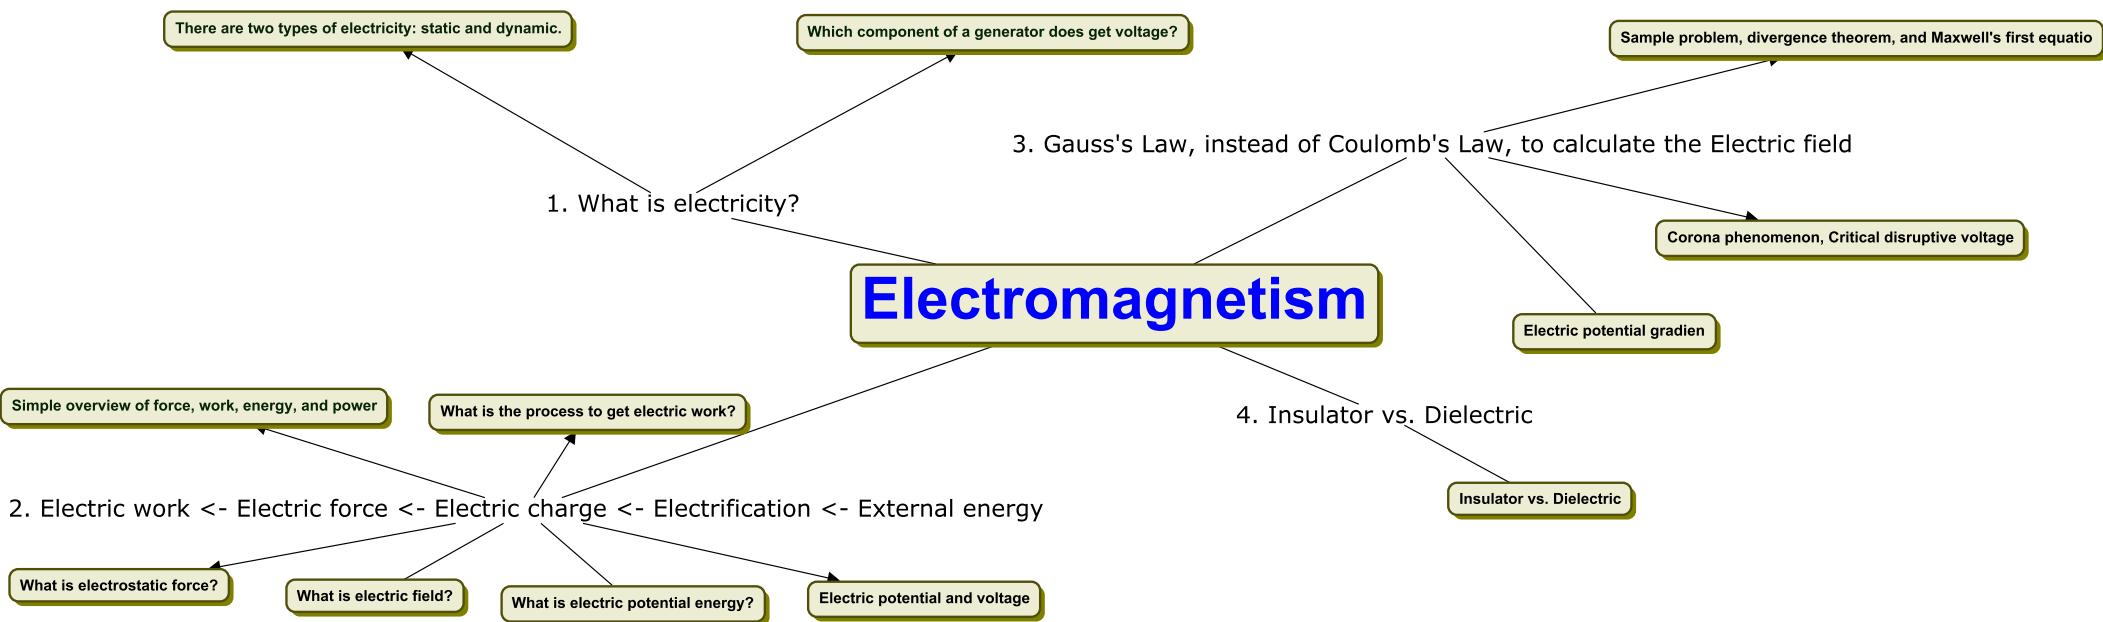 There are two types of electricity: static and dynamic.
Which component of a generator does get voltage?
Sample problem, divergence theorem, and Maxwell's first equatio
3. Gauss's Law, instead of Coulomb's Law, to calculate the Electric field
1. What is electricity?
Corona phenomenon, Critical disruptive voltage
Electromagnetism
Electric potential gradien
Simple overview of force, work, energy, and power
What is the process to get electric work?
4. Insulator vs. Dielectric
Insulator vs. Dielectric
2. Electric work <- Electric force <- Electric charge <- Electrification <- External energy
What is electrostatic force?
What is electric field?
What is electric potential energy?
Electric potential and voltage